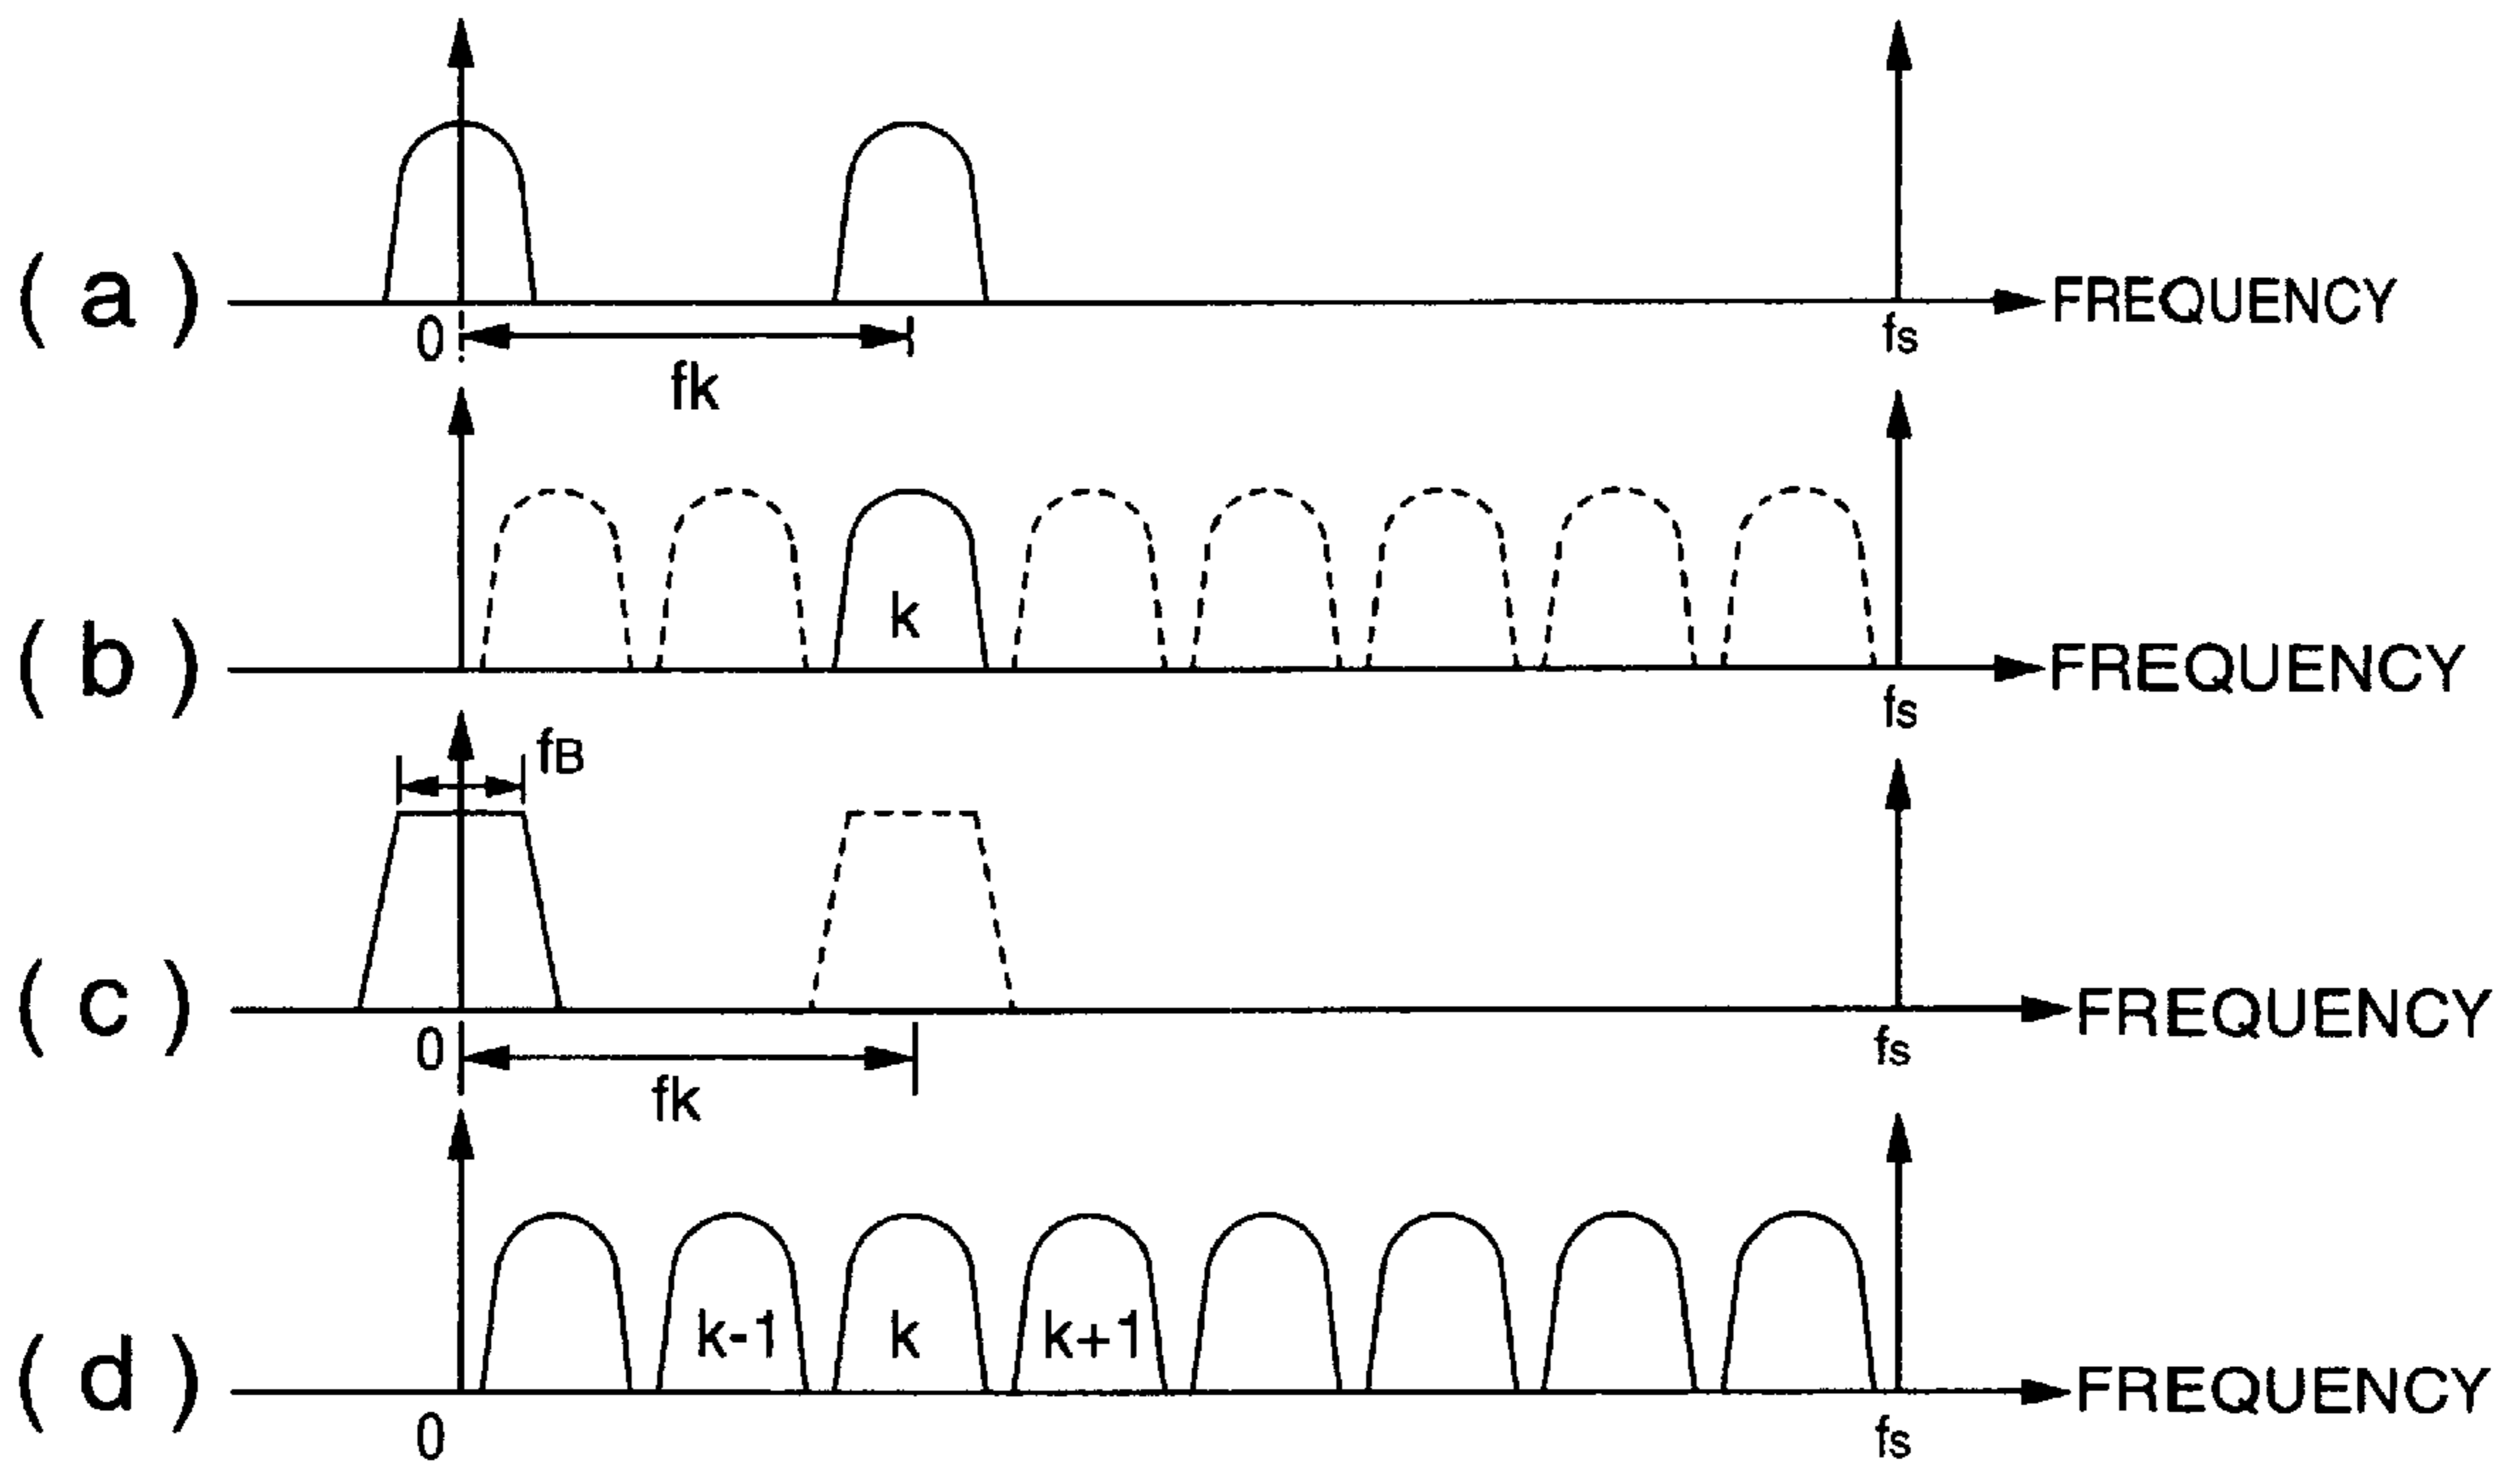 ( a )
0
fk
fs
FREQUENCY
( b )
k
fs
FREQUENCY
fB
( c )
0
fk
fs
FREQUENCY
( d )
k-1
k
k+1
0
fs
FREQUENCY